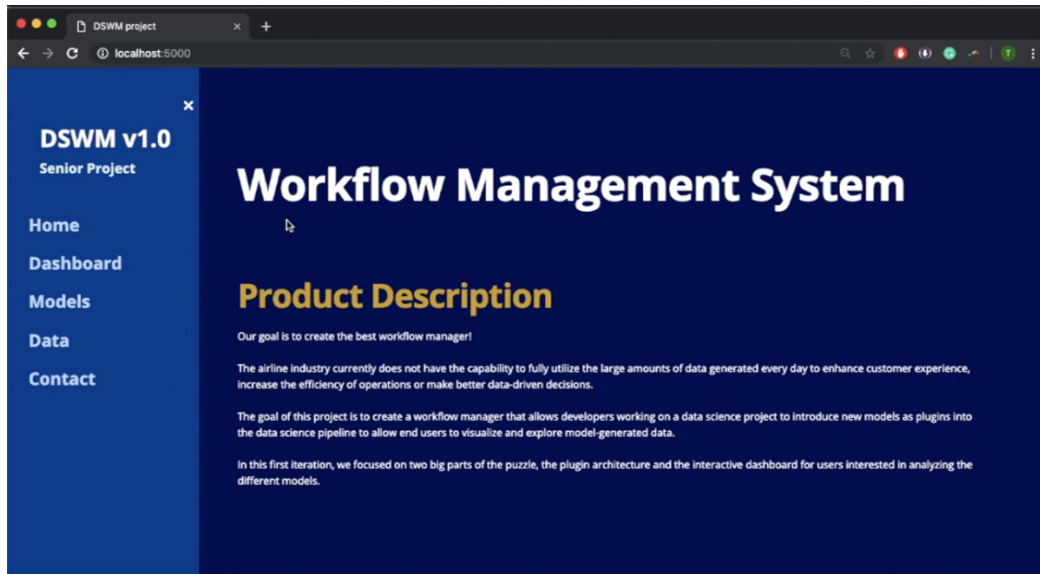 DSWM project
localhost:5000
T
DSWM v1.0
Senior Project
Home
Dashboard
Models
Data
Contact
Workflow Management System
Product Description
Our goal is to create the best workflow manager!
The airline industry currently does not have the capability to fully utilize the large amounts of data generated every day to enhance customer experience,
increase the efficiency of operations or make better data-driven decisions.
The goal of this project is to create a workflow manager that allows developers working on a data science project to introduce new models as plugins into
the data science pipeline to allow end users to visualize and explore model-generated data.
In this first iteration, we focused on two big parts of the puzzle, the plugin architecture and the interactive dashboard for users interested in analyzing the
different models.